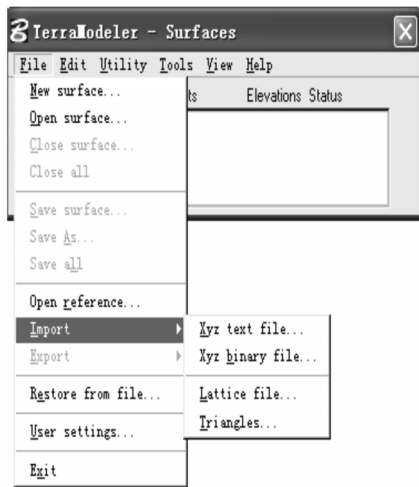 TerraModeler - Surfaces
File Edit Utility Tools View Help
New surface...
ts Elevations Status
Open surface...
Close surface...
Close all
Save surface...
Save As...
Save all
Open reference...
Import
Xyz text file...
Export
Xyz binary file...
Restore from file...
Lattice file...
User settings...
Triangles...
Exit